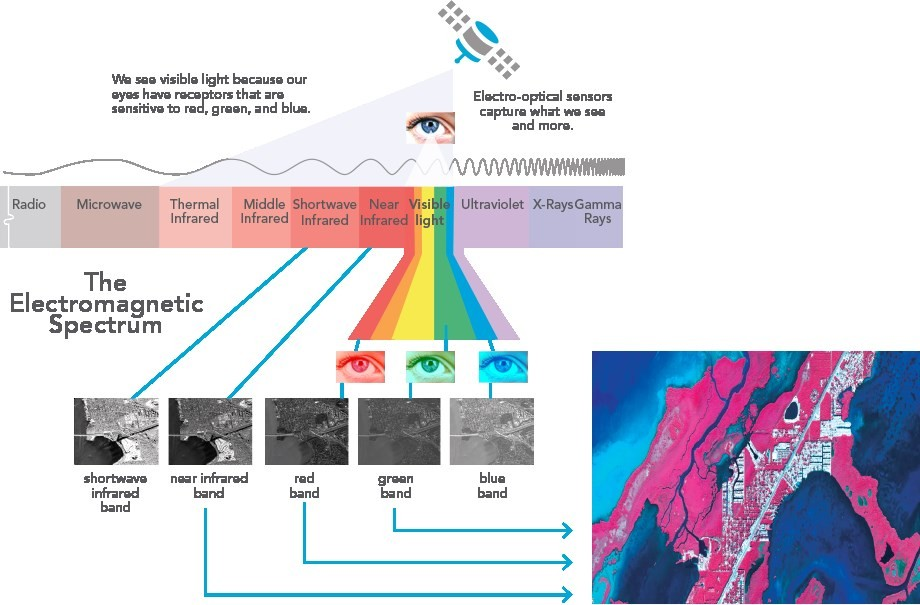 We see visible light because our
eyes have receptors that are
sensitive to red, green, and blue.
Electro-optical sensors
capture what we see
and more.
Radio
Microwave
Thermal
Infrared
Middle
Infrared
Shortwave
Infrared
Near
Infrared
Visible
light
Ultraviolet
X-Rays
Gamma
Rays
The
Electromagnetic
Spectrum
shortwave
infrared
band
near infrared
band
red
band
green
band
blue
band